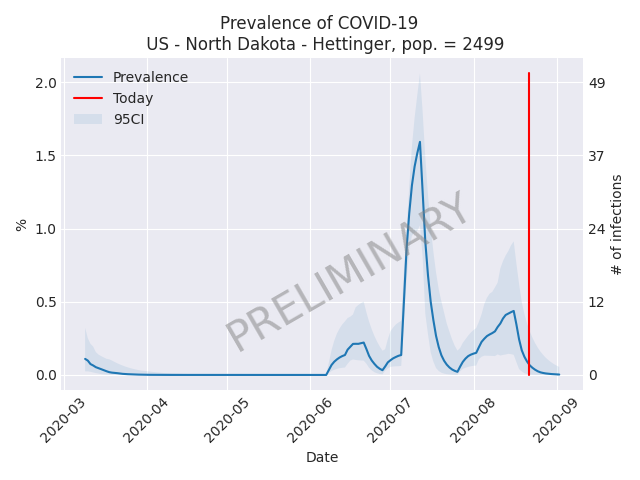 Prevalence of COVID-19
US - North Dakota - Hettinger, pop. = 2499
Prevalence
Today
95CI
2.0
1.5
1.0
0.5
0.0
%
49
37
24
12
0
# of infections
PRELIMINARY
2020-03
2020-04
2020-05
2020-06
2020-07
2020-08
2020-09
Date